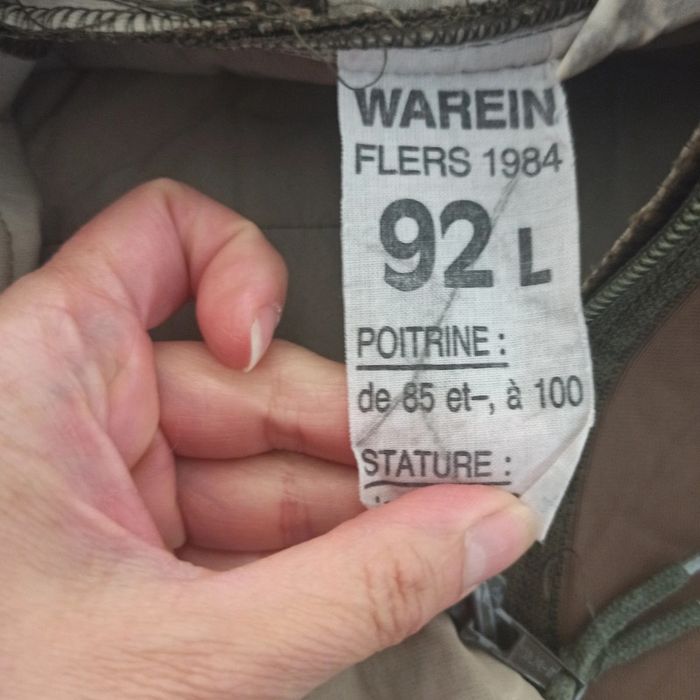 WAREIN
FLERS 1984
92 L
POITRINE :
de 85 et-, à 100
STATURE :